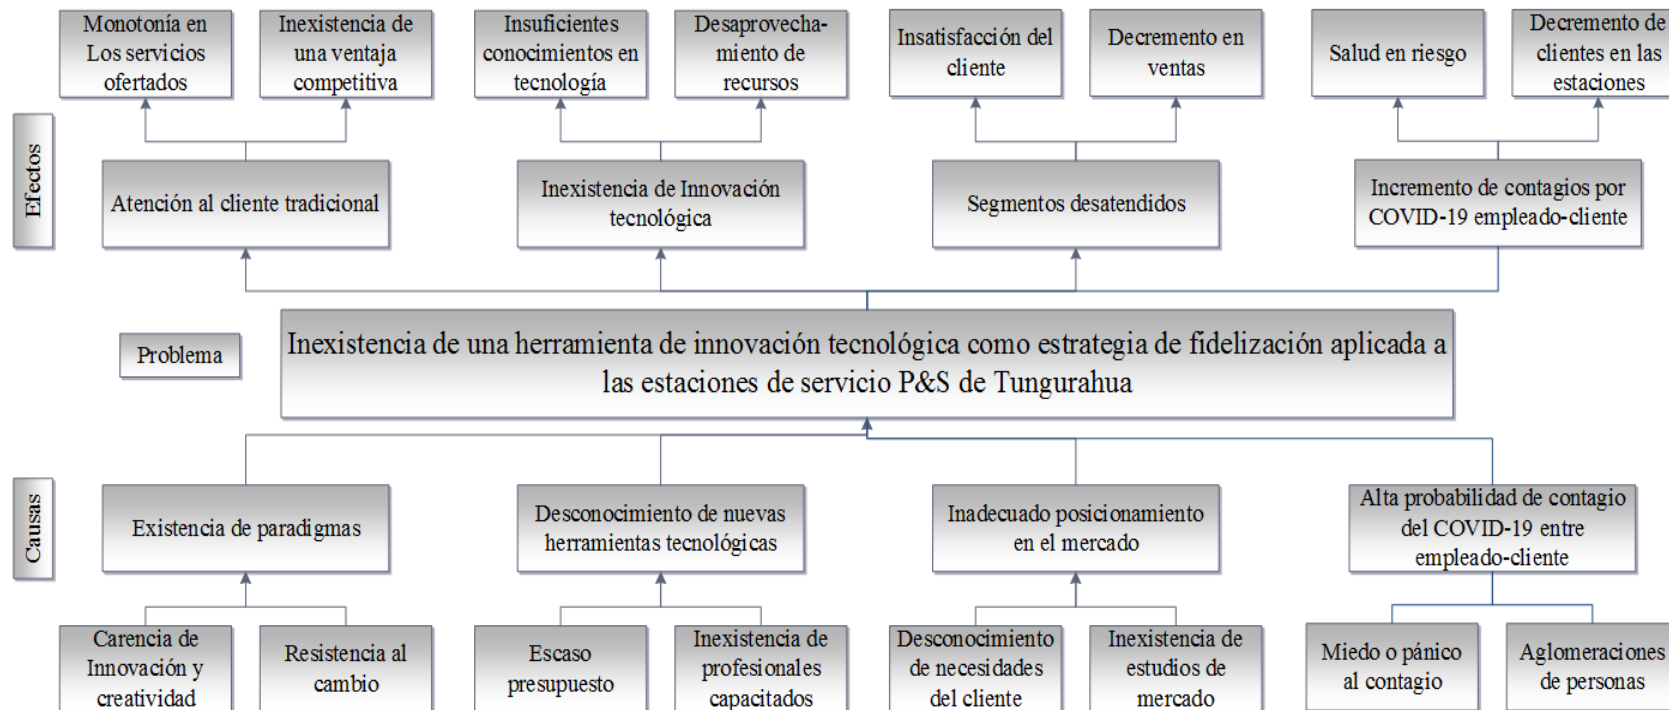 Monotonía en
Los servicios
ofertados
Inexistencia de
una ventaja
competitiva
Insuficientes
conocimientos en
tecnología
Desaprovecha-
miento de
recursos
Insatisfacción del
cliente
Decremento en
ventas
Salud en riesgo
Decremento de
clientes en las
estaciones
Efectos
Atención al cliente tradicional
Inexistencia de Innovación
tecnológica
Segmentos desatendidos
Incremento de contagios por
COVID-19 empleado-cliente
Problema
Inexistencia de una herramienta de innovación tecnológica como estrategia de fidelización aplicada a
las estaciones de servicio P&S de Tungurahua
Causas
Existencia de paradigmas
Desconocimiento de nuevas
herramientas tecnológicas
Inadecuado posicionamiento
en el mercado
Alta probabilidad de contagio
del COVID-19 entre
empleado-cliente
Carencia de
Innovación y
creatividad
Resistencia al
cambio
Escaso
presupuesto
Inexistencia de
profesionales
capacitados
Desconocimiento
de necesidades
del cliente
Inexistencia de
estudios de
mercado
Miedo o pánico
al contagio
Aglomeraciones
de personas